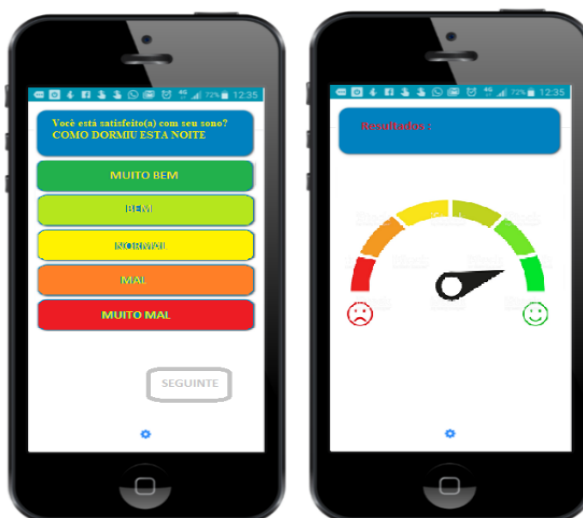 72% 12:35
Você está satisfeito(a) com seu sono?
COMO DORMIU ESTA NOITE
MUITO BEM
BEM
NORMAL
MAL
MUITO MAL
SEGUINTE
72% 12:35
Resultados :